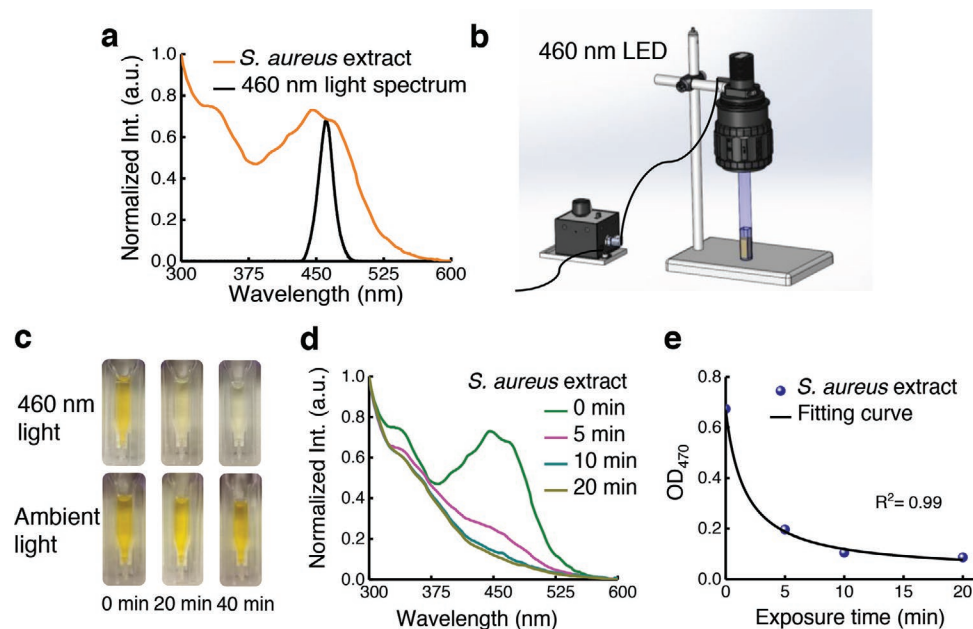 a
Normalized Int. (a.u.)
1.0
0.8
0.6
0.4
0.2
0.0
S. aureus extract
460 nm light spectrum
300
375
450
525
600
Wavelength (nm)
b
460 nm LED
c
460 nm
light
Ambient
light
0 min 20 min 40 min
d
Normalized Int. (a.u.)
1.0
0.8
0.6
0.4
0.2
0.0
S. aureus extract
0 min
5 min
10 min
20 min
300
375
450
525
600
Wavelength (nm)
e
OD470
0.8
0.6
0.4
0.2
0.0
S. aureus extract
Fitting curve
R²= 0.99
0
5
10
15
20
Exposure time (min)